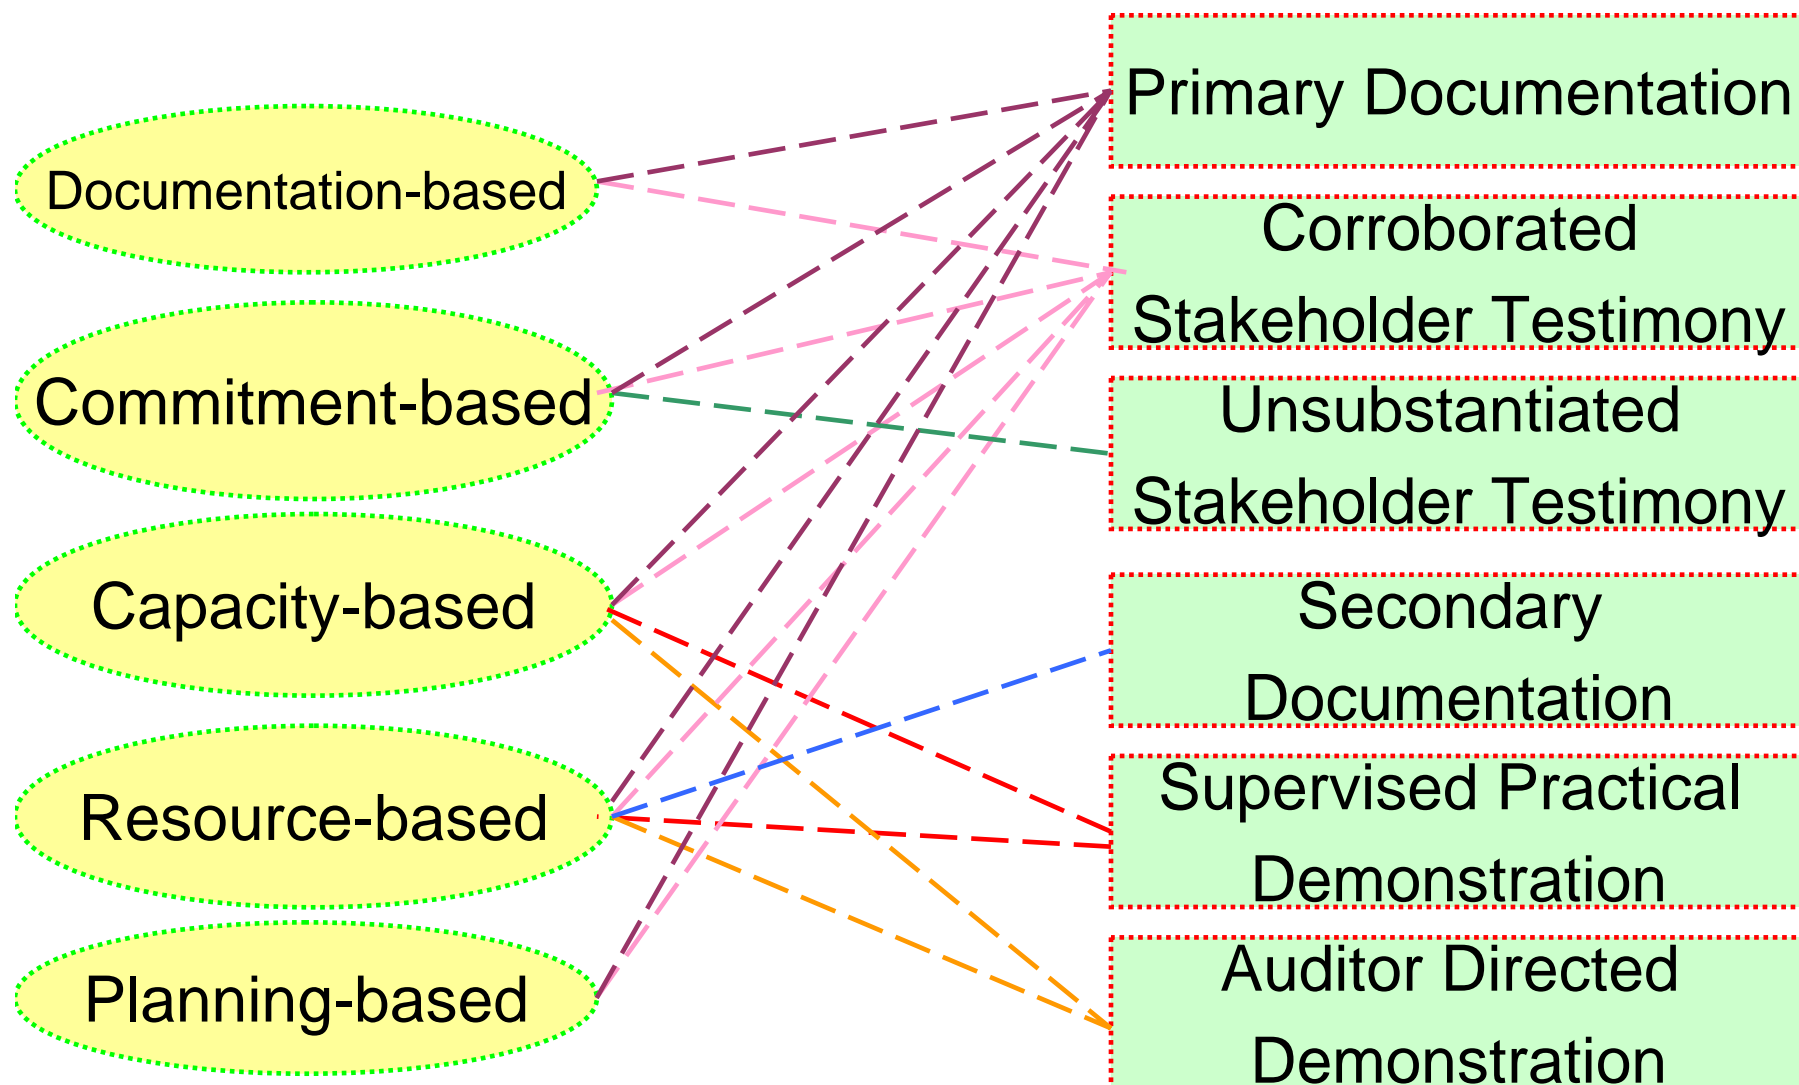 Documentation-based
Commitment-based
Capacity-based
Resource-based
Planning-based
Primary Documentation
Corroborated
Stakeholder Testimony
Unsubstantiated
Stakeholder Testimony
Secondary
Documentation
Supervised Practical
Demonstration
Auditor Directed
Demonstration